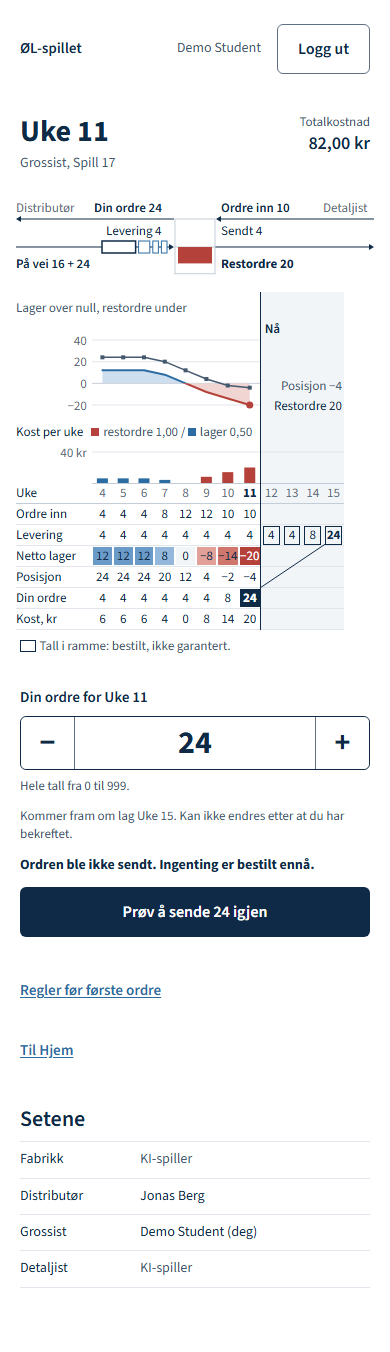 ØL-spillet
Demo Student
Logg ut
Uke 11
Grossist, Spill 17
Totalkostnad
82,00 kr
Distributør Din ordre 24 Ordre inn 10 Detaljist
Levering 4 Sendt 4
På vei 16 + 24 Restordre 20
Lager over null, restordre under
Nå
40
20
0
−20
Posisjon −4
Restordre 20
Kost per uke restordre 1,00 / lager 0,50
40 kr
Uke 4 5 6 7 8 9 10 11 12 13 14 15
Ordre inn 4 4 4 8 12 12 10 10
Levering 4 4 4 4 4 4 4 4 4 4 8 24
Netto lager 12 12 12 8 0 −8 −14 −20
Posisjon 24 24 24 20 12 4 −2 −4
Din ordre 4 4 4 4 4 4 8 24
Kost, kr 6 6 6 4 0 8 14 20
Tall i ramme: bestilt, ikke garantert.
Din ordre for Uke 11
− 24 +
Hele tall fra 0 til 999.
Kommer fram om lag Uke 15. Kan ikke endres etter at du har
bekreftet.
Ordren ble ikke sendt. Ingenting er bestilt ennå.
Prøv å sende 24 igjen
Regler før første ordre
Til Hjem
Setene
Fabrikk KI-spiller
Distributør Jonas Berg
Grossist Demo Student (deg)
Detaljist KI-spiller